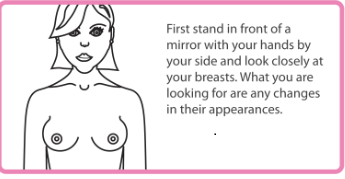 First stand in front of a
mirror with your hands by
your side and look closely at
your breasts. What you are
looking for are any changes
in their appearances.
.